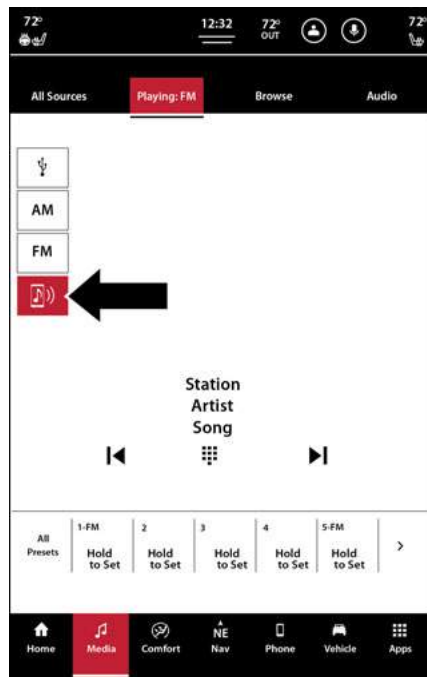 72° 12:32 72° OUT 72°
All Sources Playing: FM Browse Audio
AM
FM
Station
Artist
Song
All Presets
1-FM Hold to Set
2 Hold to Set
3 Hold to Set
4 Hold to Set
5-FM Hold to Set
NE
Home Media Comfort Nav Phone Vehicle Apps